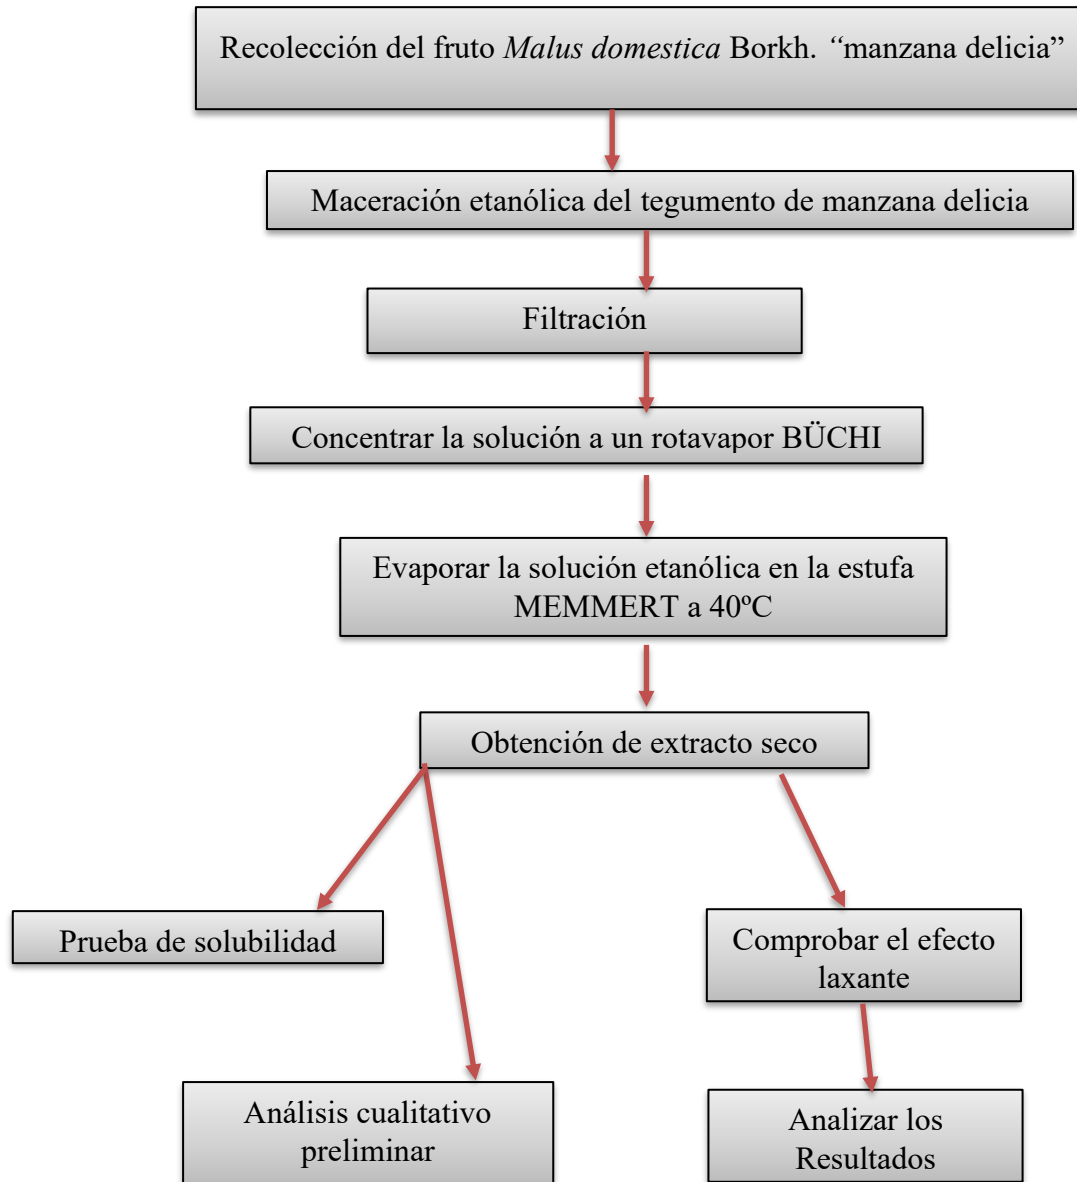 Recolección del fruto Malus domestica Borkh. “manzana delicia”
Maceración etanólica del tegumento de manzana delicia
Filtración
Concentrar la solución a un rotavapor BÜCHI
Evaporar la solución etanólica en la estufa
MEMMERT a 40ºC
Obtención de extracto seco
Prueba de solubilidad
Comprobar el efecto
laxante
Análisis cualitativo
preliminar
Analizar los
Resultados